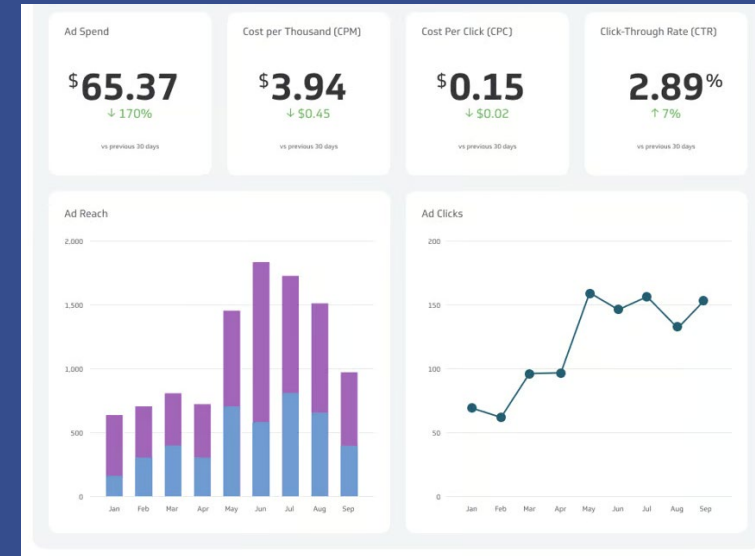 Ad Spend
$65.37
↓ 170%
vs previous 30 days
Cost per Thousand (CPM)
$3.94
↓ $0.45
vs previous 30 days
Cost Per Click (CPC)
$0.15
↓ $0.02
vs previous 30 days
Click-Through Rate (CTR)
2.89%
↑ 7%
vs previous 30 days
Ad Reach
2,000
1,500
1,000
500
0
Jan Feb Mar Apr May Jun Jul Aug Sep
Ad Clicks
200
150
100
50
0
Jan Feb Mar Apr May Jun Jul Aug Sep